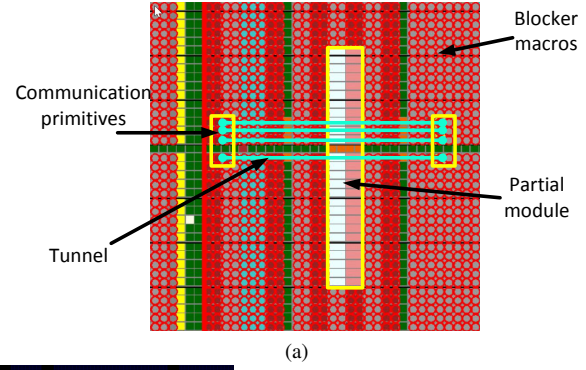 Blocker
macros
Communication
primitives
Partial
module
Tunnel
(a)